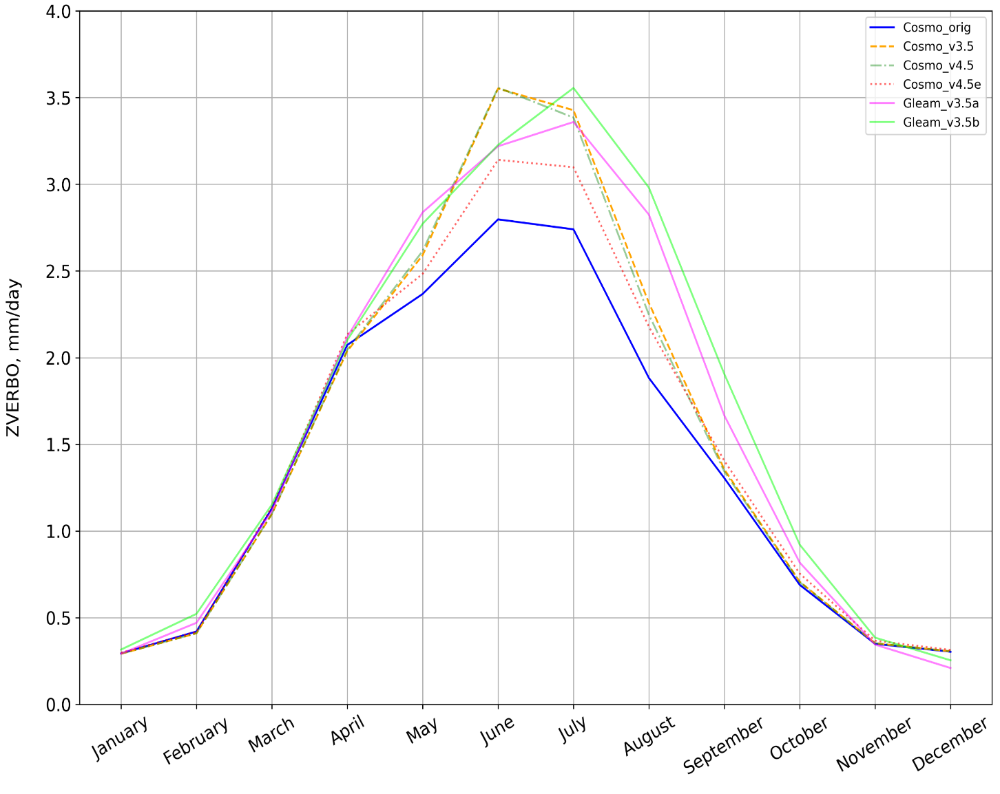 4.0
3.5
3.0
2.5
2.0
1.5
1.0
0.5
0.0
ZVERBO, mm/day
Cosmo_orig
Cosmo_v3.5
Cosmo_v4.5
Cosmo_v4.5e
Gleam_v3.5a
Gleam_v3.5b
January
February
March
April
May
June
July
August
September
October
November
December